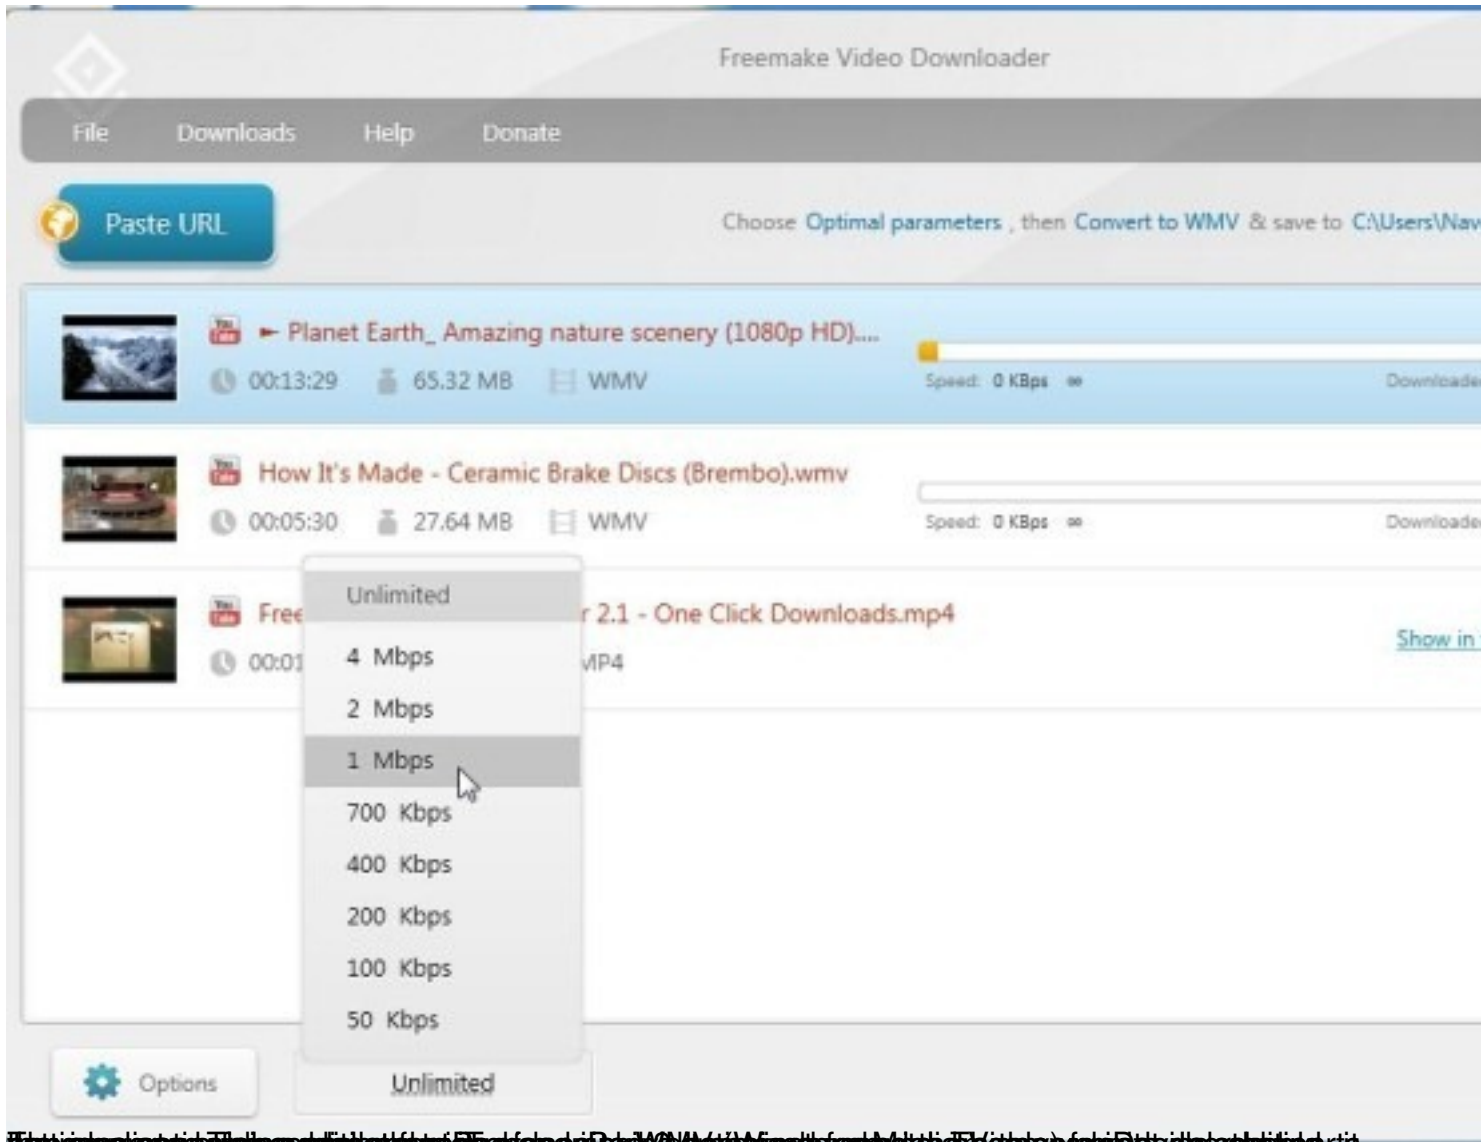 Freemake Video Downloader
File Downloads Help Donate
Paste URL
Choose Optimal parameters , then Convert to WMV & save to C:\Users\Nav
► Planet Earth_ Amazing nature scenery (1080p HD)....
00:13:29 65.32 MB WMV
Speed: 0 KBps ∞ Downloade
How It's Made - Ceramic Brake Discs (Brembo).wmv
00:05:30 27.64 MB WMV
Speed: 0 KBps ∞ Downloade
Free r 2.1 - One Click Downloads.mp4
00:01 MP4
Show in
Unlimited
4 Mbps
2 Mbps
1 Mbps
700 Kbps
400 Kbps
200 Kbps
100 Kbps
50 Kbps
Options
Unlimited